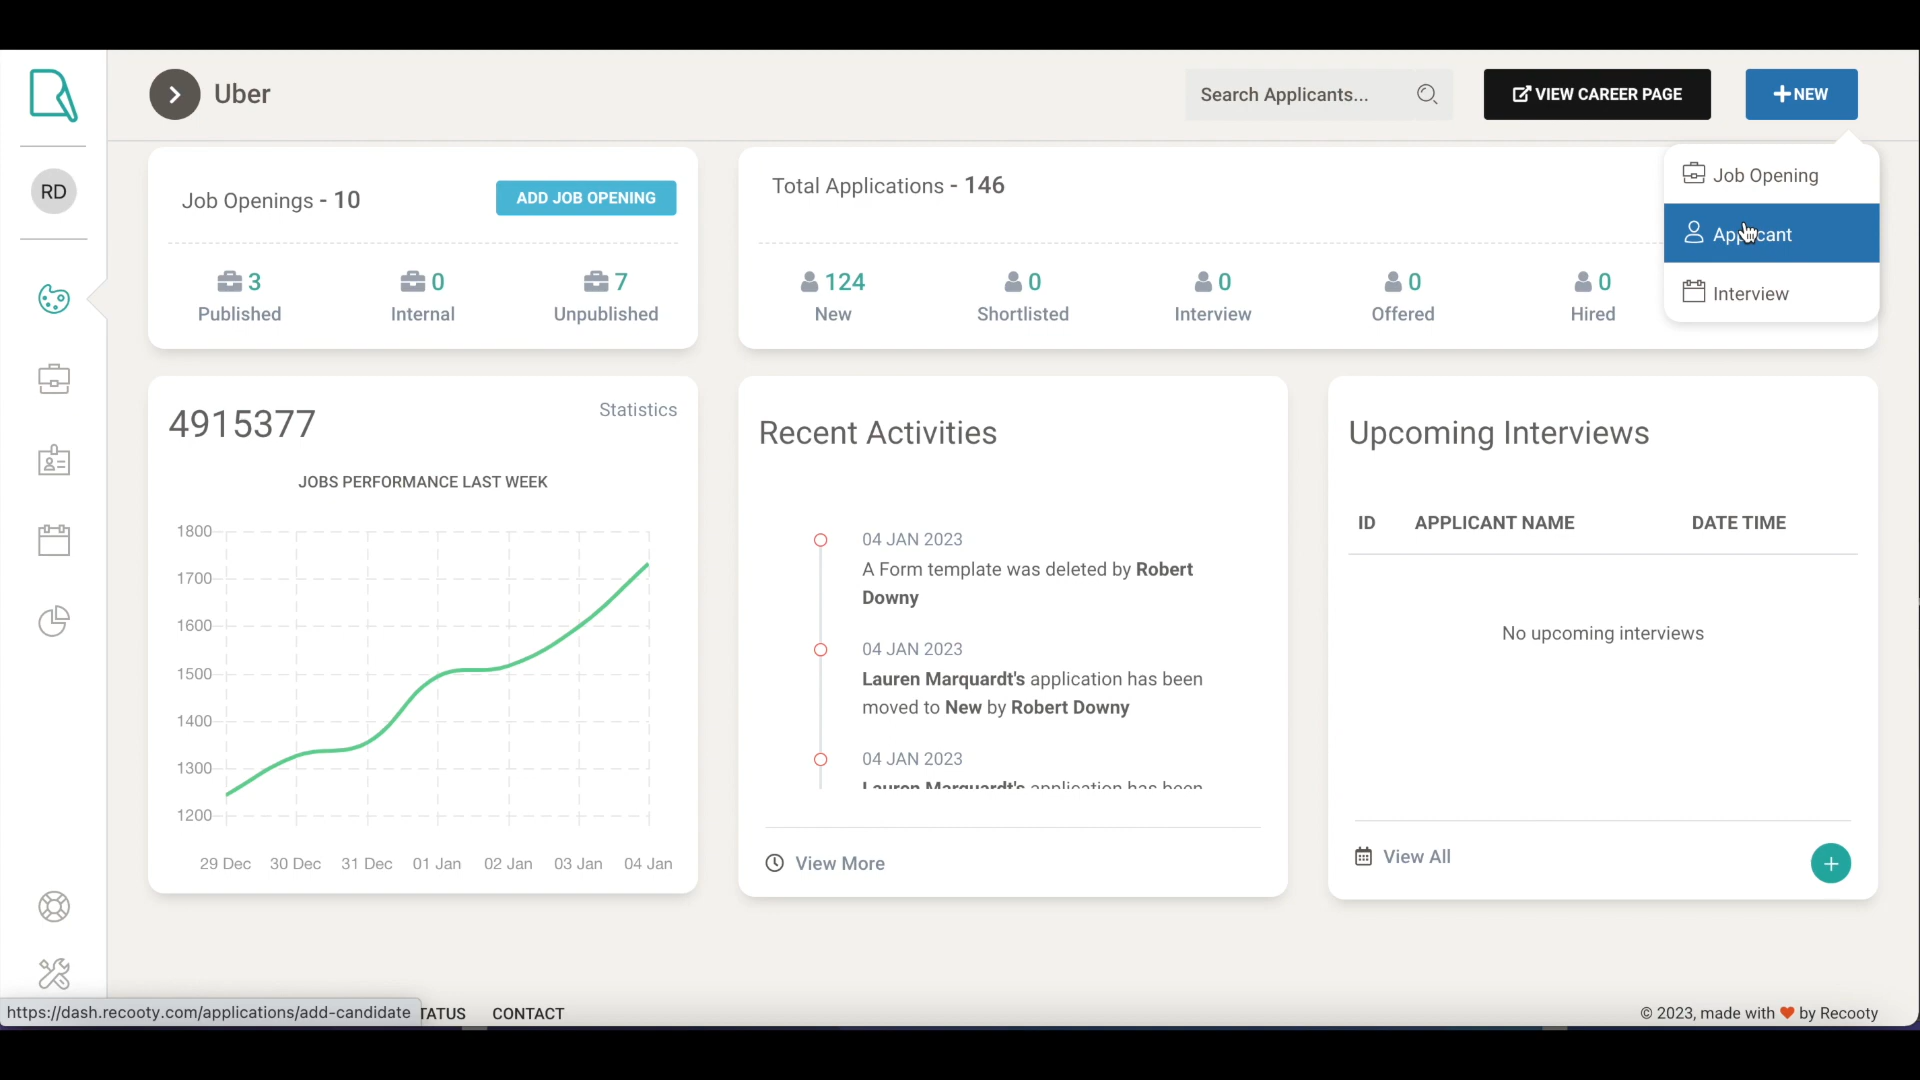 Uber
Search Applicants...
VIEW CAREER PAGE
NEW
RD
Job Openings - 10
ADD JOB OPENING
3
Published
0
Internal
7
Unpublished
Total Applications - 146
124
New
0
Shortlisted
0
Interview
0
Offered
0
Hired
Job Opening
Applicant
Interview
4915377
Statistics
JOBS PERFORMANCE LAST WEEK
1800
1700
1600
1500
1400
1300
1200
29 Dec 30 Dec 31 Dec 01 Jan 02 Jan 03 Jan 04 Jan
Recent Activities
04 JAN 2023
A Form template was deleted by Robert
Downy
04 JAN 2023
Lauren Marquardt's application has been
moved to New by Robert Downy
04 JAN 2023
Lauren Marquardt's application has been
View More
Upcoming Interviews
ID APPLICANT NAME DATE TIME
No upcoming interviews
View All
https://dash.recooty.com/applications/add-candidate
TATUS CONTACT
© 2023, made with ❤ by Recooty